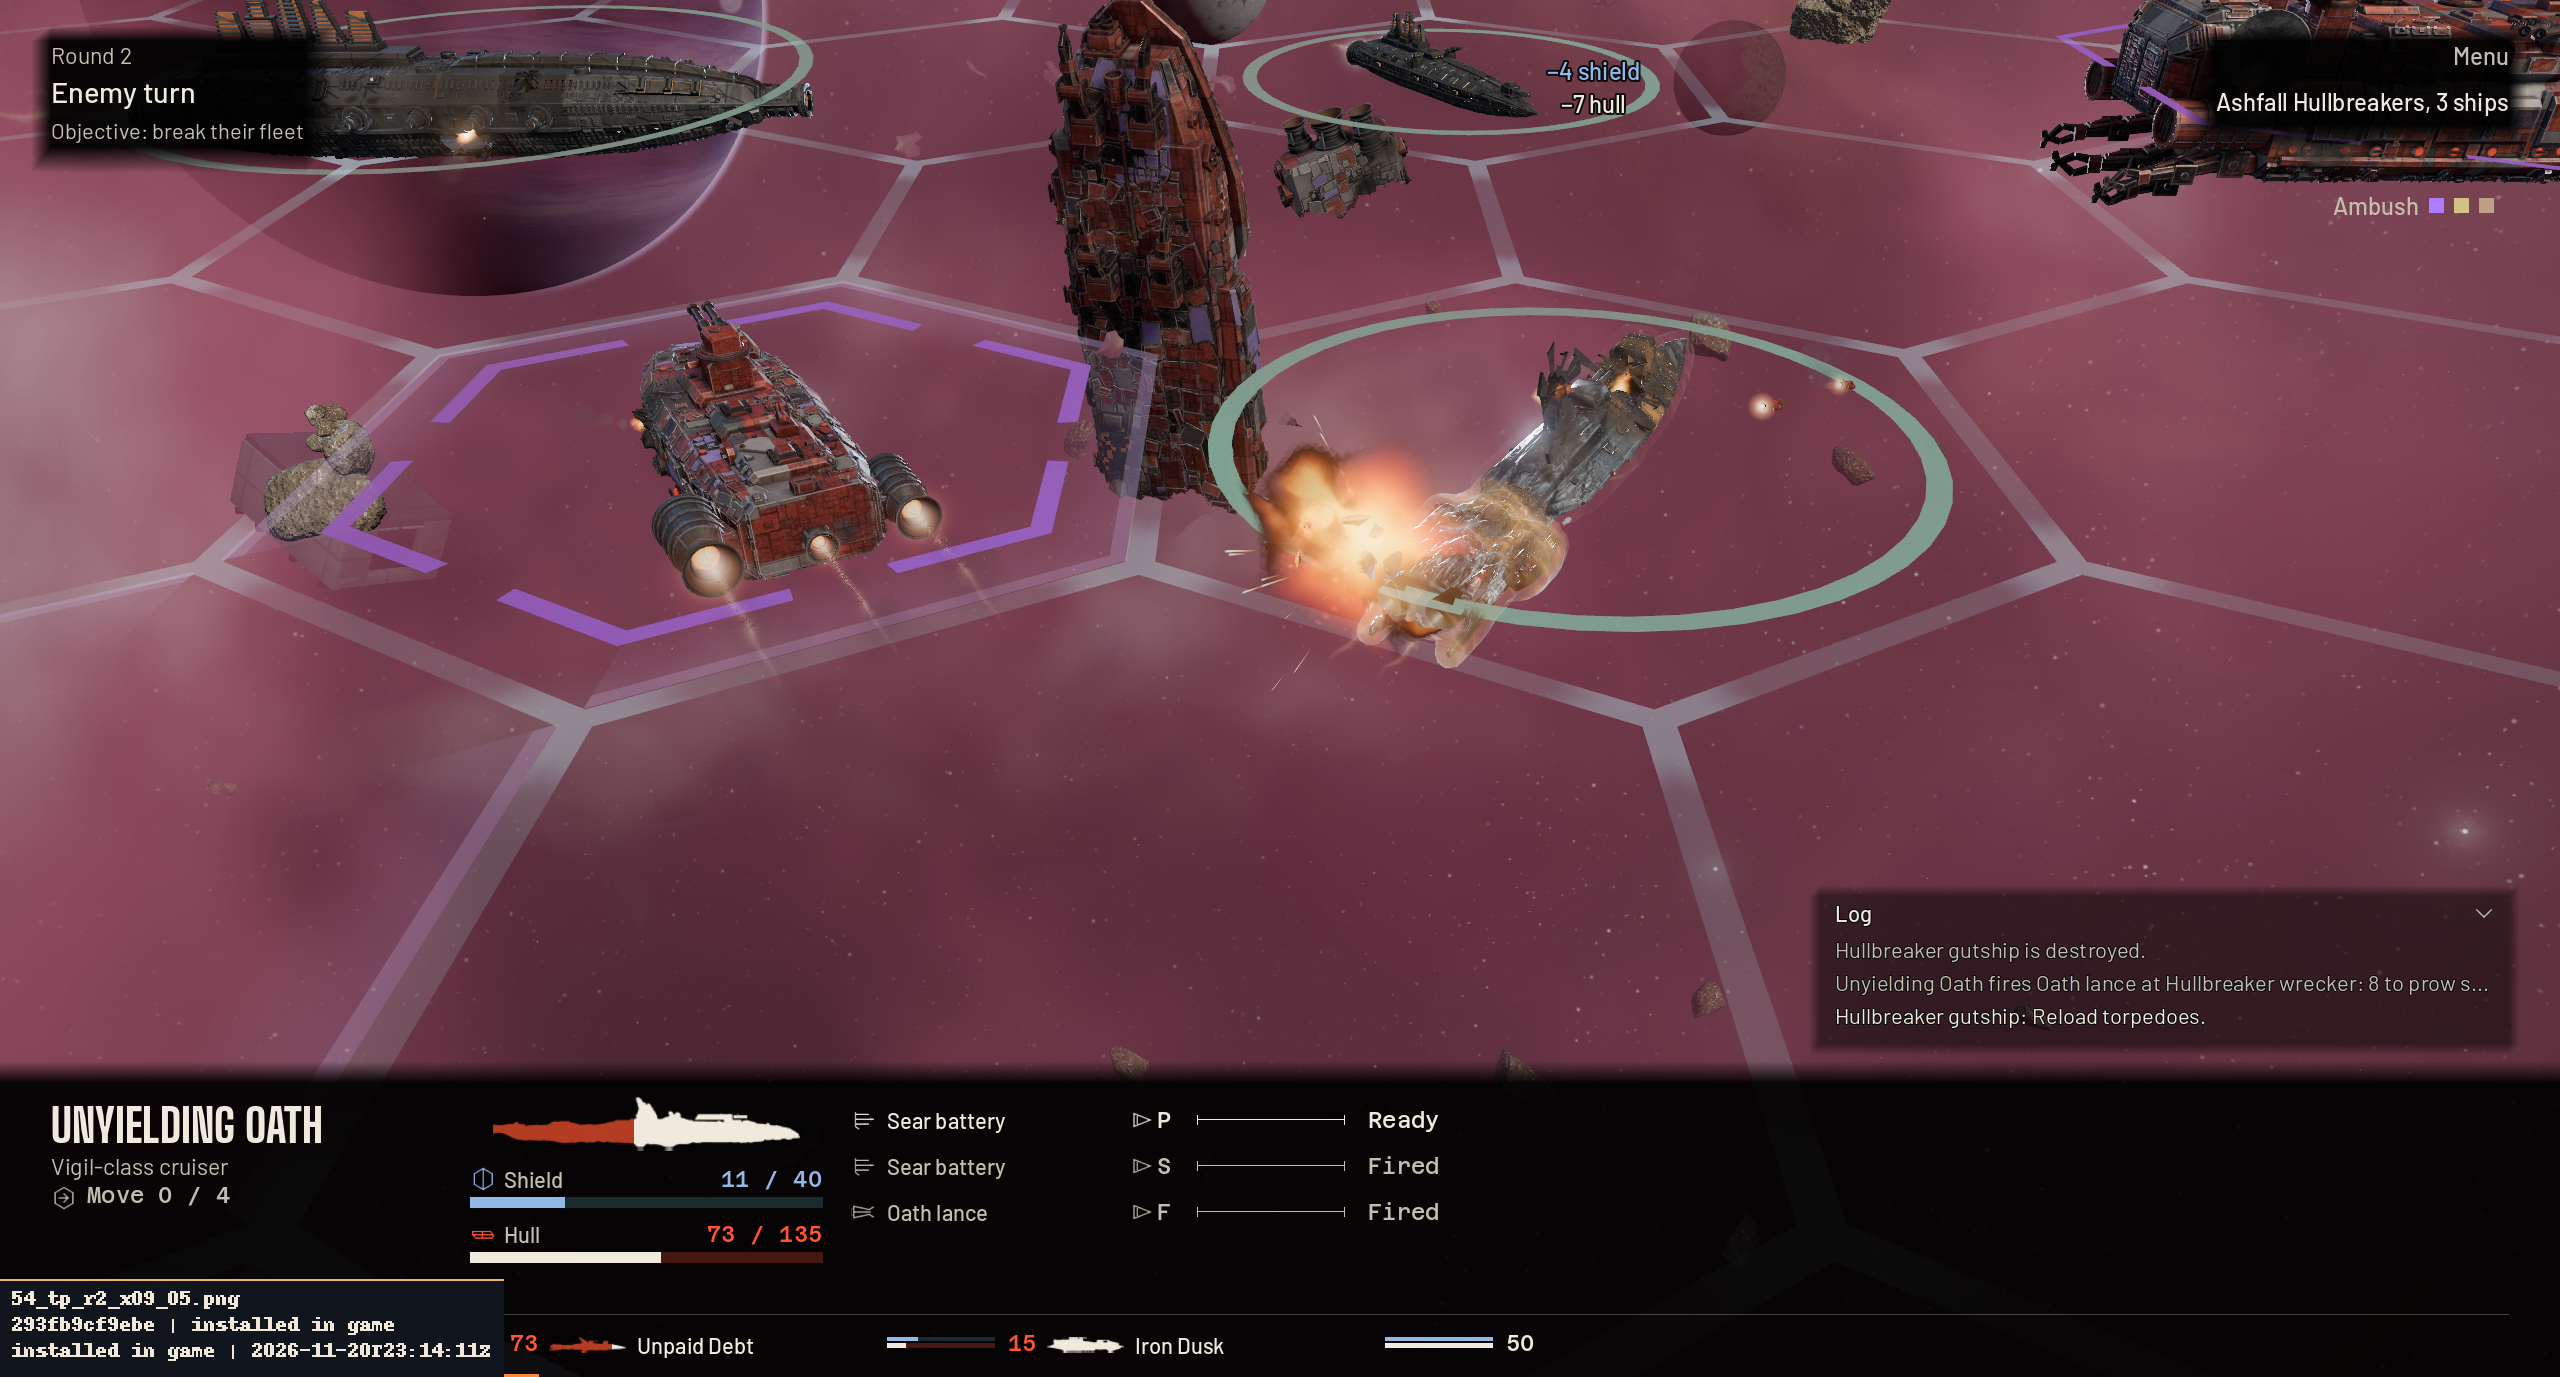 Round 2
Enemy turn
Objective: break their fleet
−4 shield
−7 hull
Menu
Ashfall Hullbreakers, 3 ships
Ambush
Log
Hullbreaker gutship is destroyed.
Unyielding Oath fires Oath lance at Hullbreaker wrecker: 8 to prow s...
Hullbreaker gutship: Reload torpedoes.
UNYIELDING OATH
Vigil-class cruiser
Move 0 / 4
Shield 11 / 40
Hull 73 / 135
Sear battery P Ready
Sear battery S Fired
Oath lance F Fired
54_tp_r2_x09_05.png
293fb9cf9ebe | installed in game
installed in game | 2026-11-20T23:14:11Z
73 Unpaid Debt 15 Iron Dusk 50